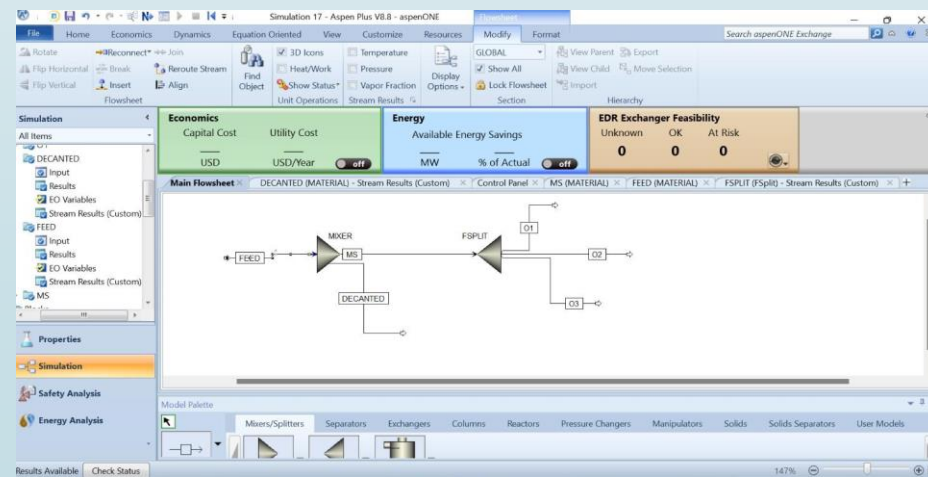 Simulation 17 - Aspen Plus V8.8 - aspenONE
Flowsheet
File Home Economics Dynamics Equation Oriented View Customize Resources Modify Format Search aspenONE Exchange
Rotate Reconnect Join
Flip Horizontal Break Reroute Stream
Flip Vertical Insert Align
Flowsheet
Find Object
3D Icons
Heat/Work
Show Status
Unit Operations
Temperature
Pressure
Vapor Fraction
Stream Results
Display Options
GLOBAL
Show All
Lock Flowsheet
Section
View Parent Export
View Child Move Selection
Import
Hierarchy
Simulation
All Items
DECANTED
Input
Results
EO Variables
Stream Results (Custom)
FEED
Input
Results
EO Variables
Stream Results (Custom)
MS
Properties
Simulation
Safety Analysis
Energy Analysis
Economics
Capital Cost Utility Cost
USD USD/Year off
Energy
Available Energy Savings
MW % of Actual off
EDR Exchanger Feasibility
Unknown OK At Risk
0 0 0
Main Flowsheet DECANTED (MATERIAL) - Stream Results (Custom) Control Panel MS (MATERIAL) FEED (MATERIAL) FSPLIT (FSplit) - Stream Results (Custom)
MIXER
FSPLIT
O1
FEED
MS
O2
DECANTED
O3
Model Palette
Mixers/Splitters Separators Exchangers Columns Reactors Pressure Changers Manipulators Solids Solids Separators User Models
Results Available Check Status 147%